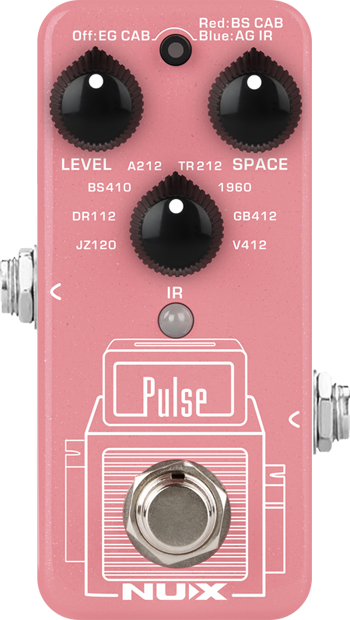 Red:BS CAB
Off:EG CAB
Blue:AG IR
LEVEL
A212
TR212
SPACE
BS410
1960
DR112
GB412
JZ120
V412
IR
Pulse
NUX